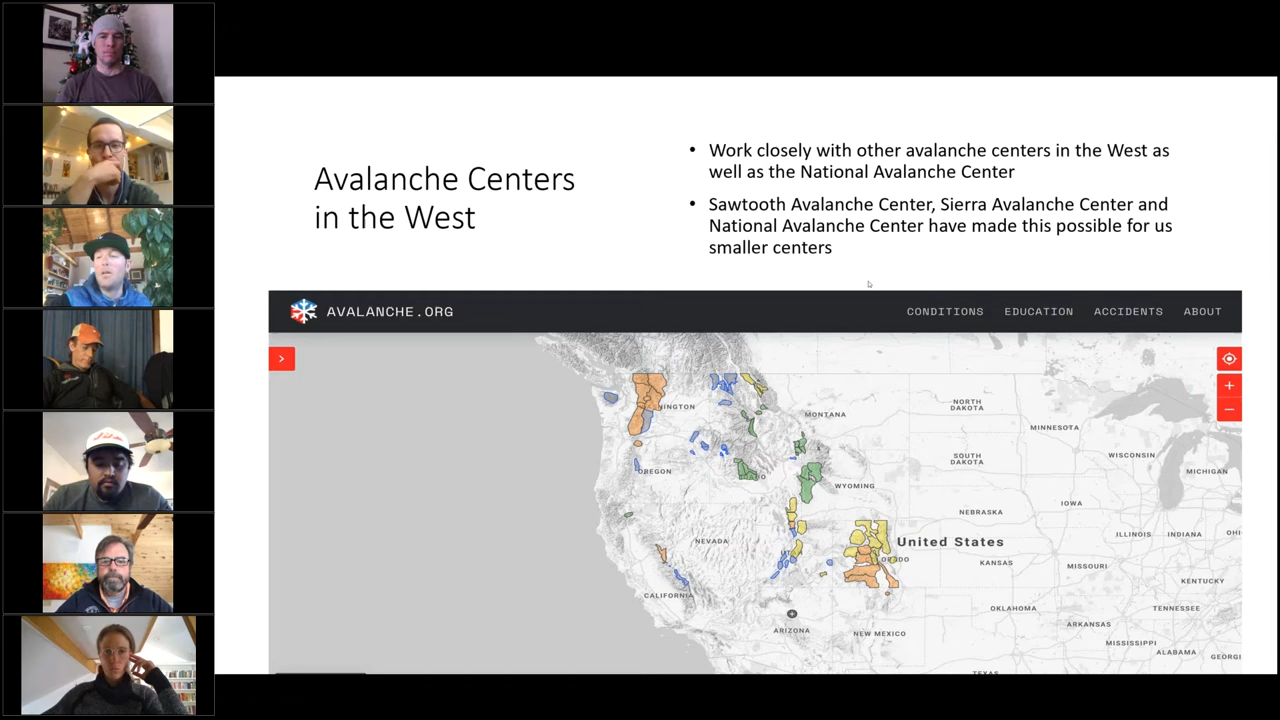 Avalanche Centers
in the West
• Work closely with other avalanche centers in the West as
well as the National Avalanche Center
• Sawtooth Avalanche Center, Sierra Avalanche Center and
National Avalanche Center have made this possible for us
smaller centers
AVALANCHE.ORG
CONDITIONS EDUCATION ACCIDENTS ABOUT
NORTH
DAKOTA
MONTANA
MINNESOTA
SOUTH
DAKOTA
WISCONSIN
MICHIGAN
OREGON
WYOMING
IOWA
NEBRASKA
ILLINOIS
INDIANA
NEVADA
United States
KANSAS
MISSOURI
KENTUCKY
CALIFORNIA
OKLAHOMA
TENNESSEE
ARKANSAS
ARIZONA
NEW MEXICO
MISSISSIPPI
ALABAMA